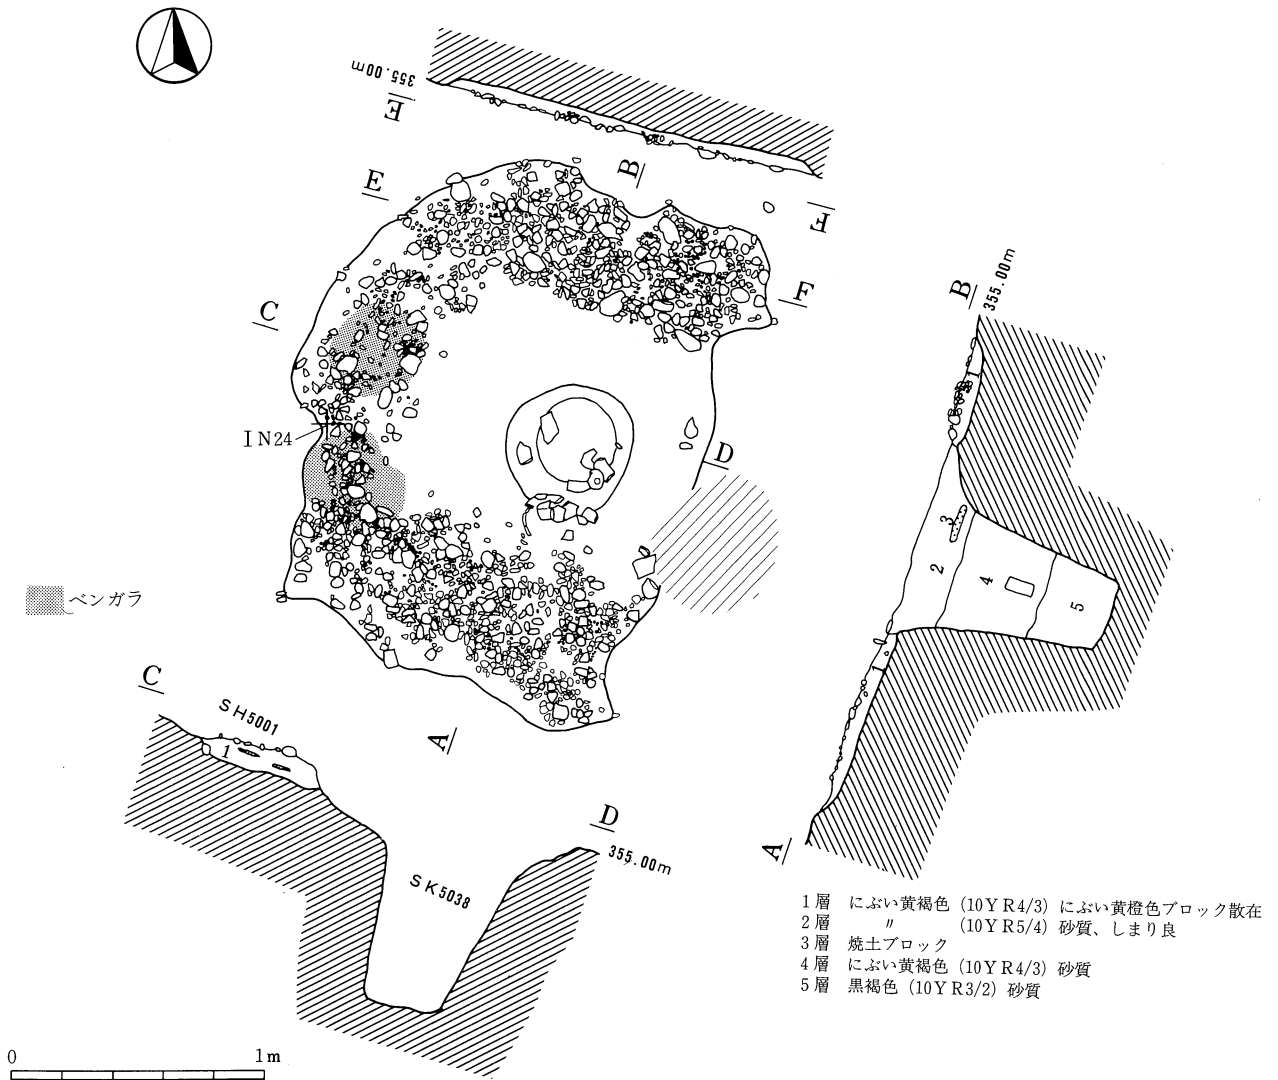 355.00m
E
B
E
F
C
F
B
355.00m
1
IN24
D
3
2
4
5
ベンガラ
1
C
SH5001
1
A
D
355.00m
A
SK5038
1層 にぶい黄褐色 (10YR4/3) にぶい黄橙色ブロック散在
2層 〃 (10YR5/4) 砂質、しまり良
3層 焼土ブロック
4層 にぶい黄褐色 (10YR4/3) 砂質
5層 黒褐色 (10YR3/2) 砂質
0 1m